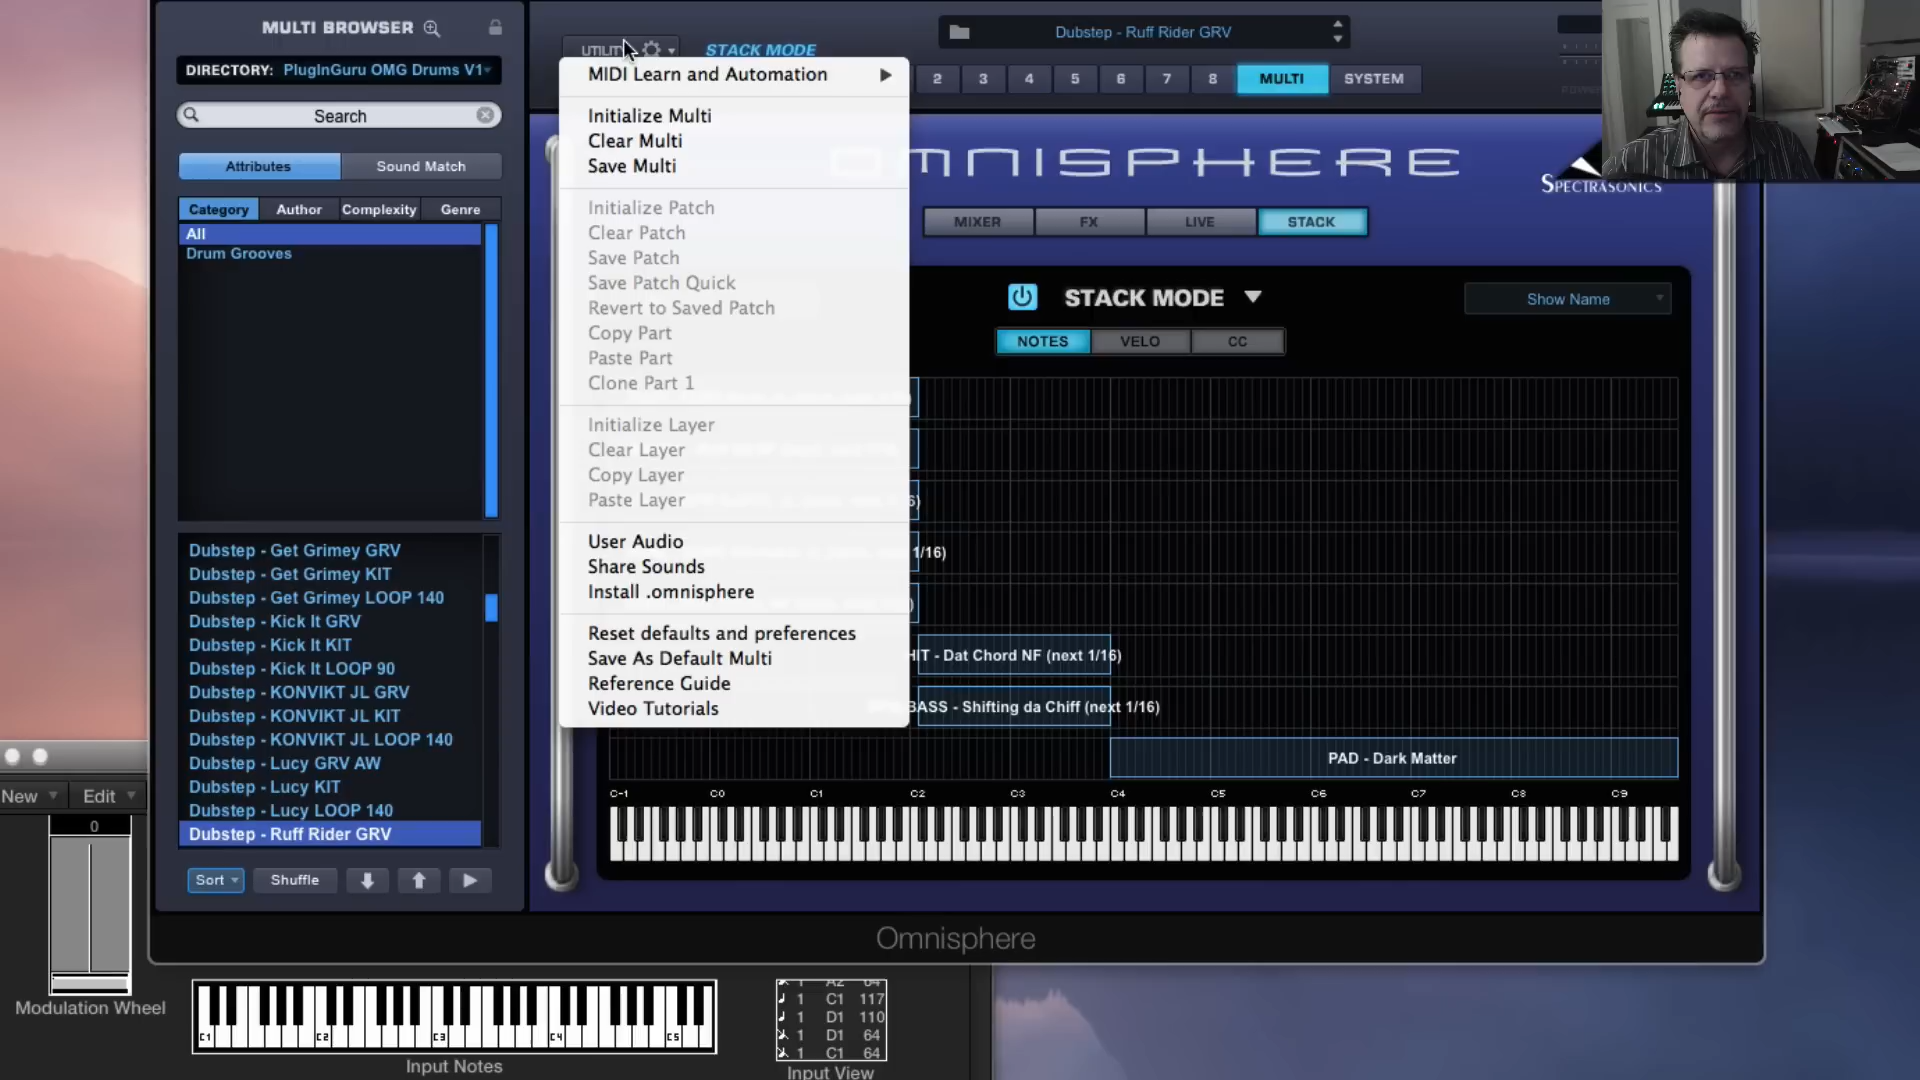 MULTI BROWSER
DIRECTORY: PlugInGuru OMG Drums V1
Search
Attributes
Sound Match
Category
Author
Complexity
Genre
All
Drum Grooves
Dubstep - Get Grimey GRV
Dubstep - Get Grimey KIT
Dubstep - Get Grimey LOOP 140
Dubstep - Kick It GRV
Dubstep - Kick It KIT
Dubstep - Kick It LOOP 90
Dubstep - KONVIKT JL GRV
Dubstep - KONVIKT JL KIT
Dubstep - KONVIKT JL LOOP 140
Dubstep - Lucy GRV AW
Dubstep - Lucy KIT
Dubstep - Lucy LOOP 140
Dubstep - Ruff Rider GRV
Sort
Shuffle
STACK MODE
Dubstep - Ruff Rider GRV
2 3 4 5 6 7 8 MULTI SYSTEM
MIDI Learn and Automation
Initialize Multi
Clear Multi
Save Multi
Initialize Patch
Clear Patch
Save Patch
Save Patch Quick
Revert to Saved Patch
Copy Part
Paste Part
Clone Part 1
Initialize Layer
Clear Layer
Copy Layer
Paste Layer
User Audio
Share Sounds
Install .omnisphere
Reset defaults and preferences
Save As Default Multi
Reference Guide
Video Tutorials
OMNISPHERE
SPECTRASONICS
MIXER
FX
LIVE
STACK
STACK MODE
Show Name
NOTES
VELO
CC
6)
1/16)
)
HIT - Dat Chord NF (next 1/16)
BASS - Shifting da Chiff (next 1/16)
PAD - Dark Matter
C-1 C0 C1 C2 C3 C4 C5 C6 C7 C8 C9
Omnisphere
New
Edit
0
Modulation Wheel
C1 C2 C3 C4 C5
Input Notes
1 A2 64
1 C1 117
1 D1 110
1 D1 64
1 C1 64
Input View